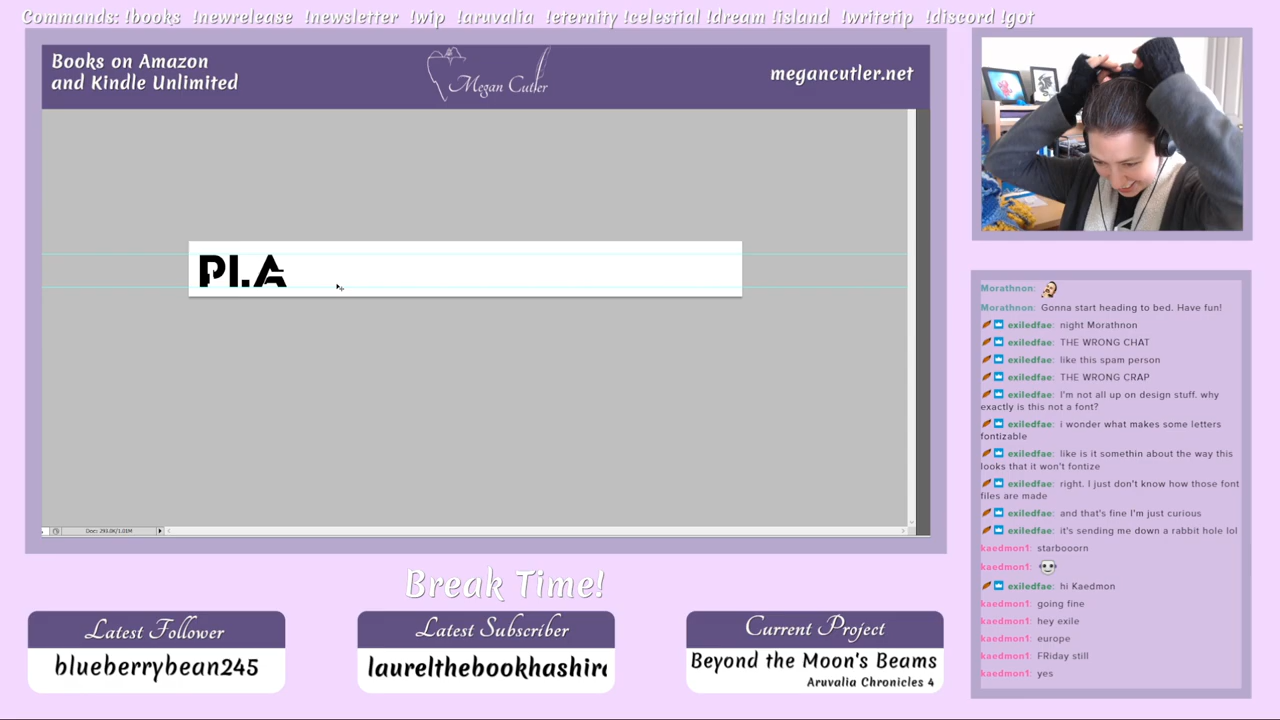 Commands: !books !newrelease !newsletter !wip !aruvalia !eternity !celestial !dream !island !writetip !discord !got
Books on Amazon
and Kindle Unlimited
Megan Cutler
megancutler.net
PLA
Doc: 293.0K/1.01M
Morathnon:
Morathnon: Gonna start heading to bed. Have fun!
exiledfae: night Morathnon
exiledfae: THE WRONG CHAT
exiledfae: like this spam person
exiledfae: THE WRONG CRAP
exiledfae: I'm not all up on design stuff. why
exactly is this not a font?
exiledfae: i wonder what makes some letters
fontizable
exiledfae: like is it somethin about the way this
looks that it won't fontize
exiledfae: right. I just don't know how those font
files are made
exiledfae: and that's fine I'm just curious
exiledfae: it's sending me down a rabbit hole lol
kaedmon1: starbooorn
kaedmon1:
exiledfae: hi Kaedmon
kaedmon1: going fine
kaedmon1: hey exile
kaedmon1: europe
kaedmon1: FRiday still
kaedmon1: yes
Break Time!
Latest Follower
blueberrybean245
Latest Subscriber
laurelthebookhashira
Current Project
Beyond the Moon's Beams
Aruvalia Chronicles 4